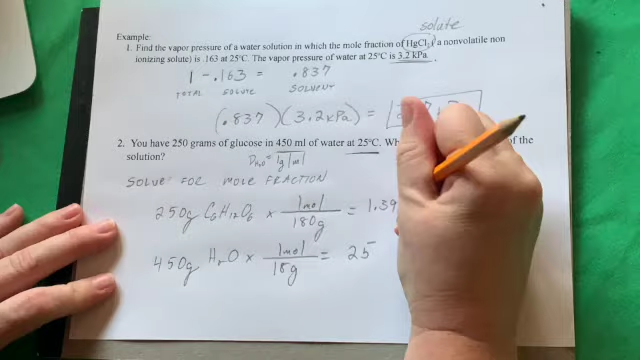 solute
Example:
1. Find the vapor pressure of a water solution in which the mole fraction of HgCl₂ (a nonvolatile non
ionizing solute) is .163 at 25°C. The vapor pressure of water at 25°C is 3.2 kPa.
1 - .163 = .837
TOTAL SOLUTE SOLVENT
(.837)(3.2kPa) =
2. You have 250 grams of glucose in 450 ml of water at 25°C. of the
solution?
D H₂O = 1g/ml
SOLVE FOR MOLE FRACTION
250g C6H12O6 x 1mol = 1.39
180g
450g H₂O x 1mol = 25
18g